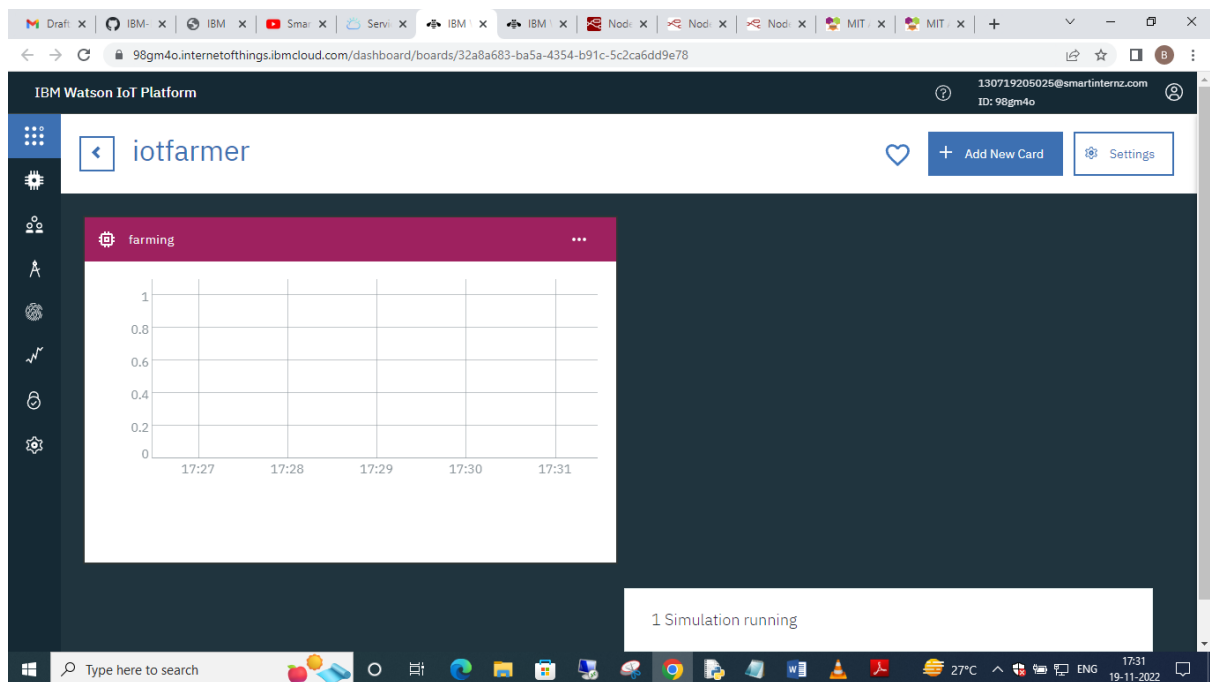 Draft
IBM-
IBM
Smar
Servi
IBM
IBM
Node
Node
Node
MIT
MIT
98gm4o.internetofthings.ibmcloud.com/dashboard/boards/32a8a683-ba5a-4354-b91c-5c2ca6dd9e78
B
IBM Watson IoT Platform
130719205025@smartinternz.com
ID: 98gm4o
iotfarmer
+ Add New Card
Settings
farming
1
0.8
0.6
0.4
0.2
0
17:27 17:28 17:29 17:30 17:31
1 Simulation running
Type here to search
27°C
ENG
17:31
19-11-2022